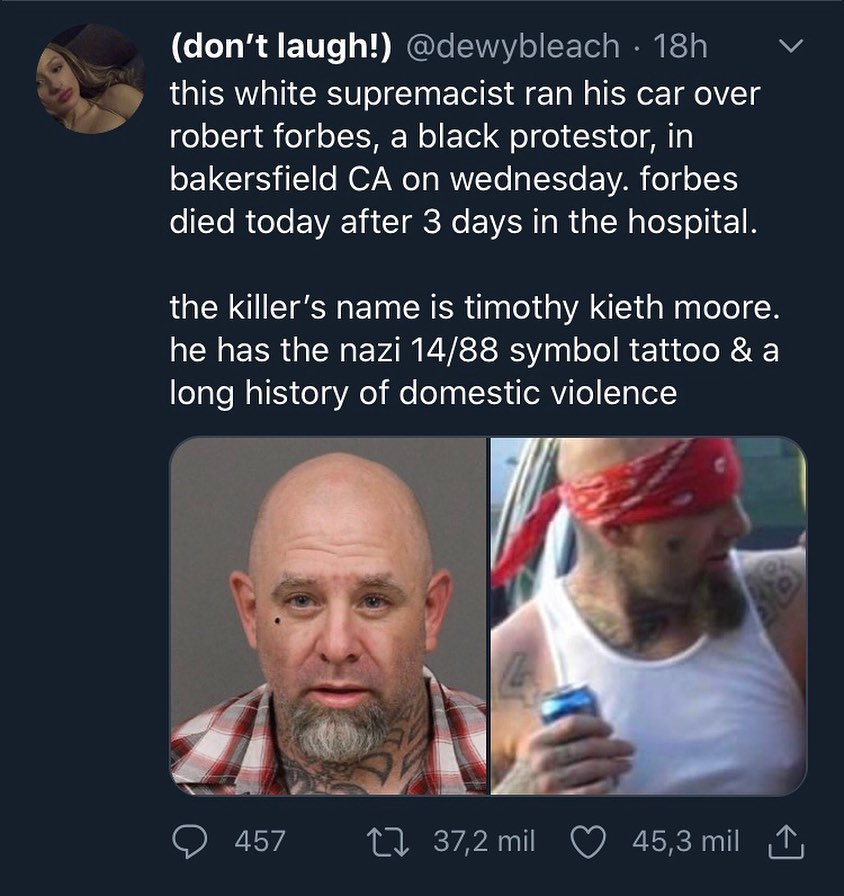 (don’t laugh!) @dewybleach · 18h
this white supremacist ran his car over
robert forbes, a black protestor, in
bakersfield CA on wednesday. forbes
died today after 3 days in the hospital.
the killer’s name is timothy kieth moore.
he has the nazi 14/88 symbol tattoo & a
long history of domestic violence
457 37,2 mil 45,3 mil